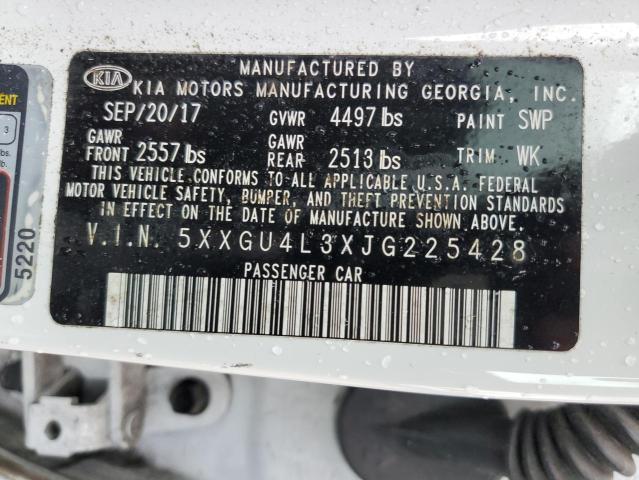 MANUFACTURED BY
KIA KIA MOTORS MANUFACTURING GEORGIA, INC.
SEP/20/17 GVWR 4497 lbs PAINT SWP
GAWR FRONT 2557 lbs GAWR REAR 2513 lbs TRIM WK
THIS VEHICLE CONFORMS TO ALL APPLICABLE U.S.A. FEDERAL
MOTOR VEHICLE SAFETY, BUMPER, AND THEFT PREVENTION STANDARDS
IN EFFECT ON THE DATE OF MANUFACTURE SHOWN ABOVE.
V.I.N. 5XXGU4L3XJG225428
PASSENGER CAR
3
lbs.
5220